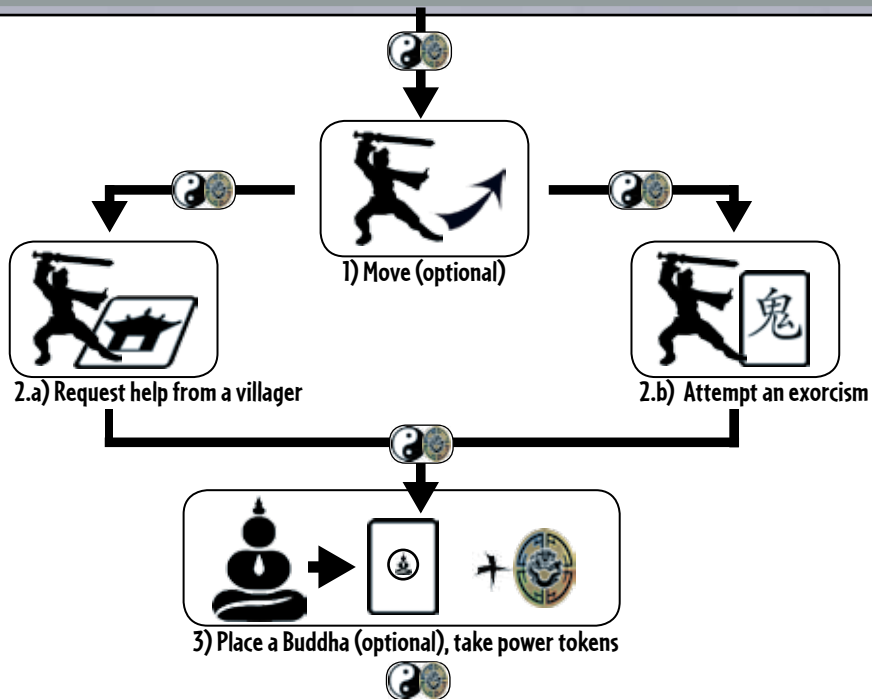 1) Move (optional)
鬼
2.a) Request help from a villager
2.b) Attempt an exorcism
3) Place a Buddha (optional), take power tokens